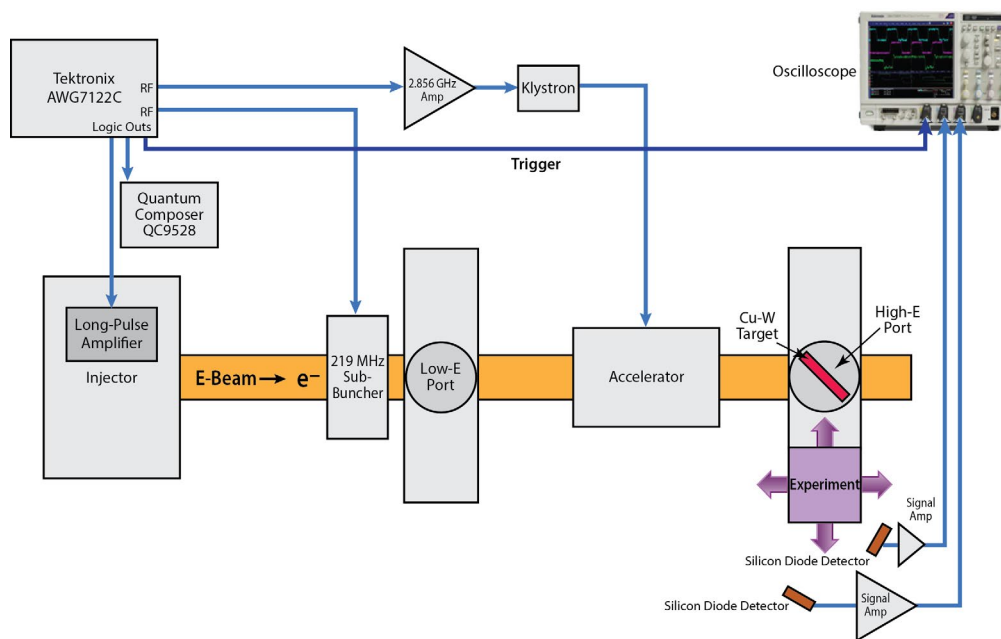 Tektronix
AWG7122C
RF
RF
Logic Outs
2.856 GHz
Amp
Klystron
Oscilloscope
Trigger
Quantum
Composer
QC9528
Long-Pulse
Amplifier
Injector
E-Beam → e⁻
219 MHz
Sub-
Buncher
Low-E
Port
Accelerator
Cu-W
Target
High-E
Port
Experiment
Signal
Amp
Silicon Diode Detector
Silicon Diode Detector
Signal
Amp